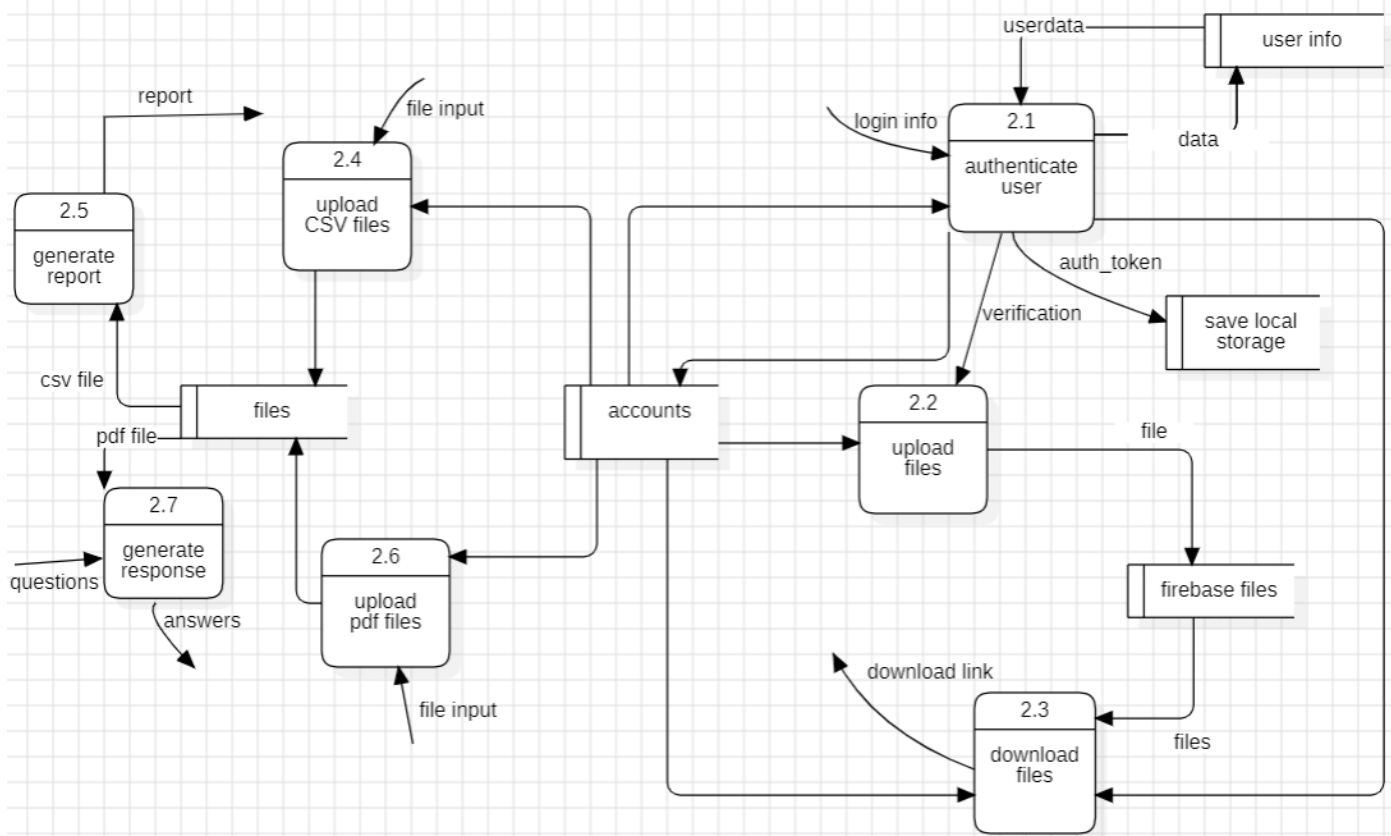 userdata
user info
report
file input
login info
2.1
authenticate
user
data
2.4
upload
CSV files
2.5
generate
report
auth_token
verification
save local
storage
csv file
files
accounts
2.2
upload
files
file
pdf file
2.7
generate
response
questions
answers
2.6
upload
pdf files
file input
firebase files
download link
2.3
download
files
files